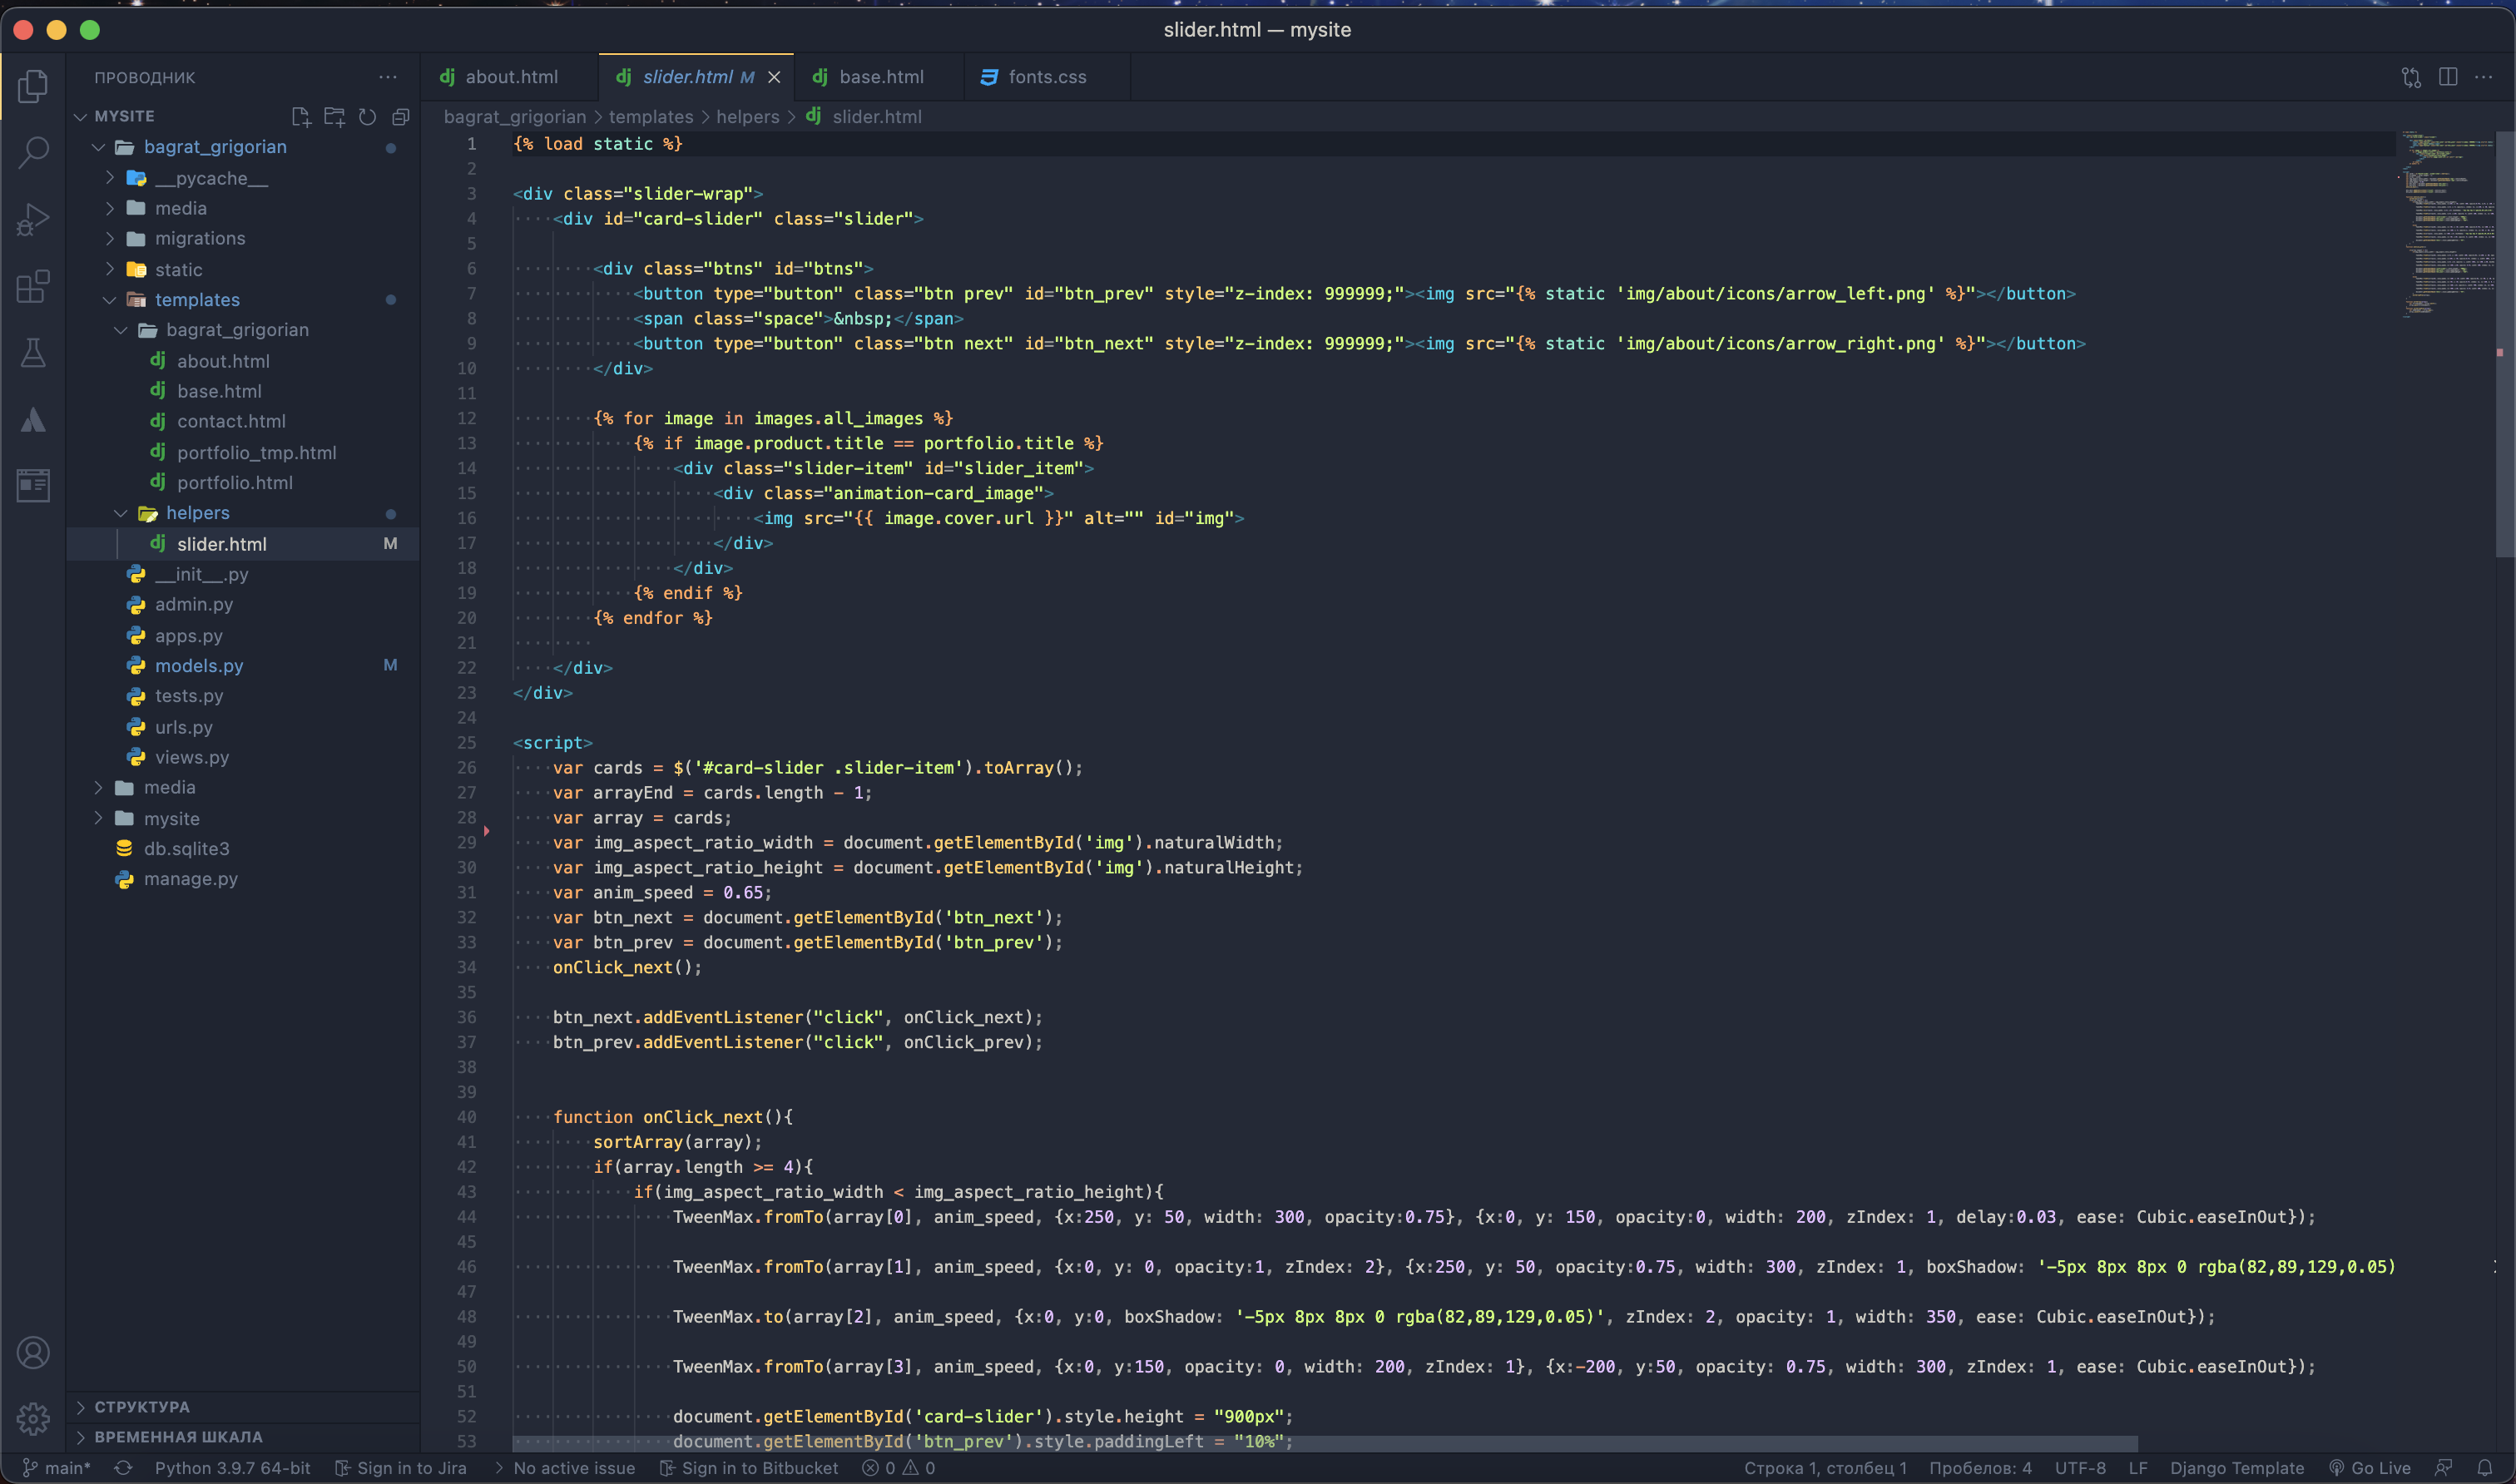 slider.html — mysite
ПРОВОДНИК
about.html
slider.html M
base.html
fonts.css
MYSITE
bagrat_grigorian
__pycache__
media
migrations
static
templates
bagrat_grigorian
about.html
base.html
contact.html
portfolio_tmp.html
portfolio.html
helpers
slider.html M
__init__.py
admin.py
apps.py
models.py M
tests.py
urls.py
views.py
media
mysite
db.sqlite3
manage.py
СТРУКТУРА
ВРЕМЕННАЯ ШКАЛА
bagrat_grigorian > templates > helpers > slider.html
1 {% load static %}
2
3 <div class="slider-wrap">
4 <div id="card-slider" class="slider">
5
6 <div class="btns" id="btns">
7 <button type="button" class="btn prev" id="btn_prev" style="z-index: 999999;"><img src="{% static 'img/about/icons/arrow_left.png' %}"></button>
8 <span class="space">&nbsp;</span>
9 <button type="button" class="btn next" id="btn_next" style="z-index: 999999;"><img src="{% static 'img/about/icons/arrow_right.png' %}"></button>
10 </div>
11
12 {% for image in images.all_images %}
13 {% if image.product.title == portfolio.title %}
14 <div class="slider-item" id="slider_item">
15 <div class="animation-card_image">
16 <img src="{{ image.cover.url }}" alt="" id="img">
17 </div>
18 </div>
19 {% endif %}
20 {% endfor %}
21
22 </div>
23 </div>
24
25 <script>
26 var cards = $('#card-slider .slider-item').toArray();
27 var arrayEnd = cards.length - 1;
28 var array = cards;
29 var img_aspect_ratio_width = document.getElementById('img').naturalWidth;
30 var img_aspect_ratio_height = document.getElementById('img').naturalHeight;
31 var anim_speed = 0.65;
32 var btn_next = document.getElementById('btn_next');
33 var btn_prev = document.getElementById('btn_prev');
34 onClick_next();
35
36 btn_next.addEventListener("click", onClick_next);
37 btn_prev.addEventListener("click", onClick_prev);
38
39
40 function onClick_next(){
41 sortArray(array);
42 if(array.length >= 4){
43 if(img_aspect_ratio_width < img_aspect_ratio_height){
44 TweenMax.fromTo(array[0], anim_speed, {x:250, y: 50, width: 300, opacity:0.75}, {x:0, y: 150, opacity:0, width: 200, zIndex: 1, delay:0.03, ease: Cubic.easeInOut});
45
46 TweenMax.fromTo(array[1], anim_speed, {x:0, y: 0, opacity:1, zIndex: 2}, {x:250, y: 50, opacity:0.75, width: 300, zIndex: 1, boxShadow: '-5px 8px 8px 0 rgba(82,89,129,0.05)
47
48 TweenMax.to(array[2], anim_speed, {x:0, y:0, boxShadow: '-5px 8px 8px 0 rgba(82,89,129,0.05)', zIndex: 2, opacity: 1, width: 350, ease: Cubic.easeInOut});
49
50 TweenMax.fromTo(array[3], anim_speed, {x:0, y:150, opacity: 0, width: 200, zIndex: 1}, {x:-200, y:50, opacity: 0.75, width: 300, zIndex: 1, ease: Cubic.easeInOut});
51
52 document.getElementById('card-slider').style.height = "900px";
53 document.getElementById('btn_prev').style.paddingLeft = "10%";
main* Python 3.9.7 64-bit Sign in to Jira No active issue Sign in to Bitbucket 0 0 Строка 1, столбец 1 Пробелов: 4 UTF-8 LF Django Template Go Live